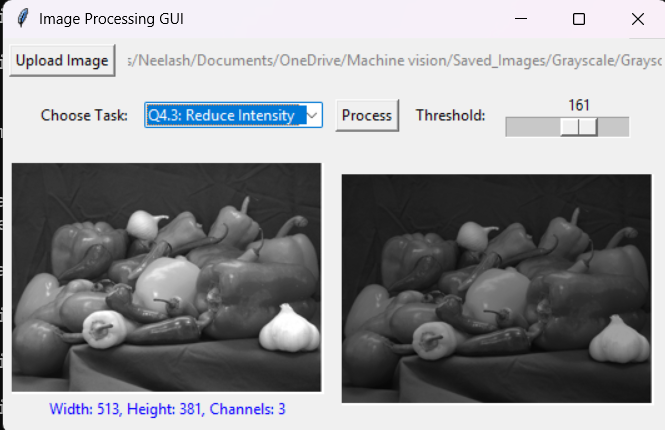 Image Processing GUI
Upload Image s/Neelash/Documents/OneDrive/Machine vision/Saved_Images/Grayscale/Graysc
161
Choose Task: Q4.3: Reduce Intensity Process Threshold:
Width: 513, Height: 381, Channels: 3